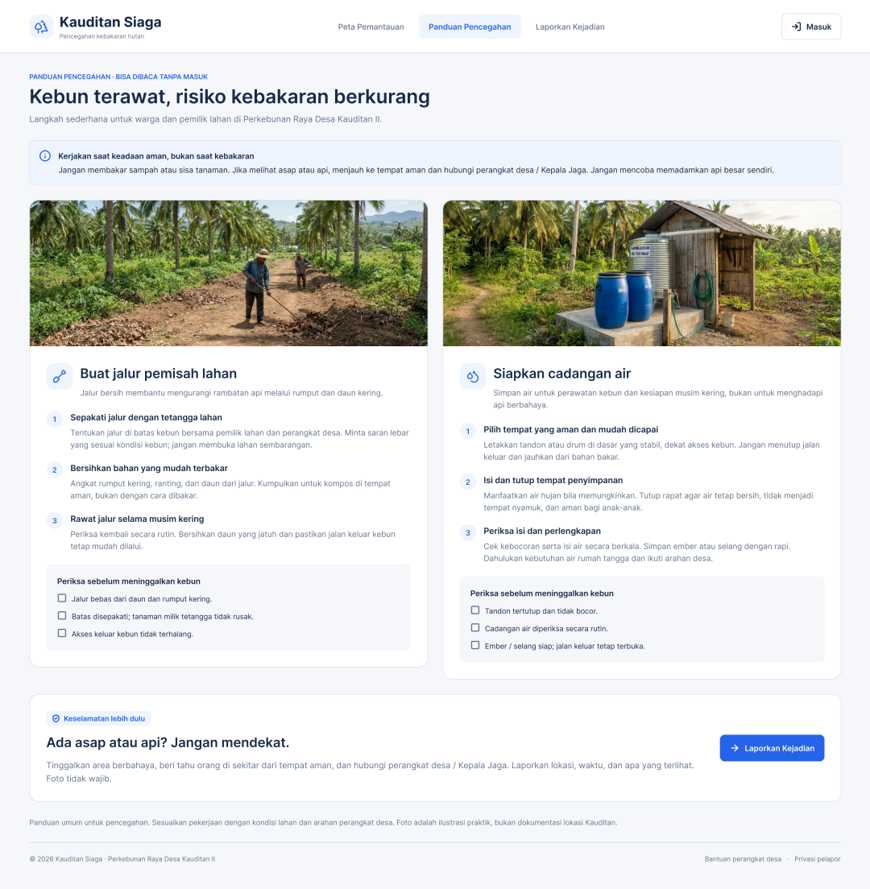 Kauditan Siaga
Pencegahan kebakaran hutan
Peta Pemantauan
Panduan Pencegahan
Laporkan Kejadian
Masuk
PANDUAN PENCEGAHAN · BISA DIBACA TANPA MASUK
Kebun terawat, risiko kebakaran berkurang
Langkah sederhana untuk warga dan pemilik lahan di Perkebunan Raya Desa Kauditan II.
Kerjakan saat keadaan aman, bukan saat kebakaran
Jangan membakar sampah atau sisa tanaman. Jika melihat asap atau api, menjauh ke tempat aman dan hubungi perangkat desa / Kepala Jaga. Jangan mencoba memadamkan api besar sendiri.
Buat jalur pemisah lahan
Jalur bersih membantu mengurangi rambatan api melalui rumput dan daun kering.
1 Sepakati jalur dengan tetangga lahan
Tentukan jalur di batas kebun bersama pemilik lahan dan perangkat desa. Minta saran lebar
yang sesuai kondisi kebun; jangan membuka lahan sembarangan.
2 Bersihkan bahan yang mudah terbakar
Angkat rumput kering, ranting, dan daun dari jalur. Kumpulkan untuk kompos di tempat
aman, bukan dengan cara dibakar.
3 Rawat jalur selama musim kering
Periksa kembali secara rutin. Bersihkan daun yang jatuh dan pastikan jalan keluar kebun
tetap mudah dilalui.
Periksa sebelum meninggalkan kebun
Jalur bebas dari daun dan rumput kering.
Batas disepakati; tanaman milik tetangga tidak rusak.
Akses keluar kebun tidak terhalang.
Siapkan cadangan air
Simpan air untuk perawatan kebun dan kesiapan musim kering, bukan untuk menghadapi
api berbahaya.
1 Pilih tempat yang aman dan mudah dicapai
Letakkan tandon atau drum di dasar yang stabil, dekat akses kebun. Jangan menutup jalan
keluar dan jauhkan dari bahan bakar.
2 Isi dan tutup tempat penyimpanan
Manfaatkan air hujan bila memungkinkan. Tutup rapat agar air tetap bersih, tidak menjadi
tempat nyamuk, dan aman bagi anak-anak.
3 Periksa isi dan perlengkapan
Cek kebocoran serta isi air secara berkala. Simpan ember atau selang dengan rapi.
Dahulukan kebutuhan air rumah tangga dan ikuti arahan desa.
Periksa sebelum meninggalkan kebun
Tandon tertutup dan tidak bocor.
Cadangan air diperiksa secara rutin.
Ember / selang siap; jalan keluar tetap terbuka.
Keselamatan lebih dulu
Ada asap atau api? Jangan mendekat.
Tinggalkan area berbahaya, beri tahu orang di sekitar dari tempat aman, dan hubungi perangkat desa / Kepala Jaga. Laporkan lokasi, waktu, dan apa yang terlihat.
Foto tidak wajib.
Laporkan Kejadian
Panduan umum untuk pencegahan. Sesuaikan pekerjaan dengan kondisi lahan dan arahan perangkat desa. Foto adalah ilustrasi praktik, bukan dokumentasi lokasi Kauditan.
© 2026 Kauditan Siaga · Perkebunan Raya Desa Kauditan II
Bantuan perangkat desa · Privasi pelapor